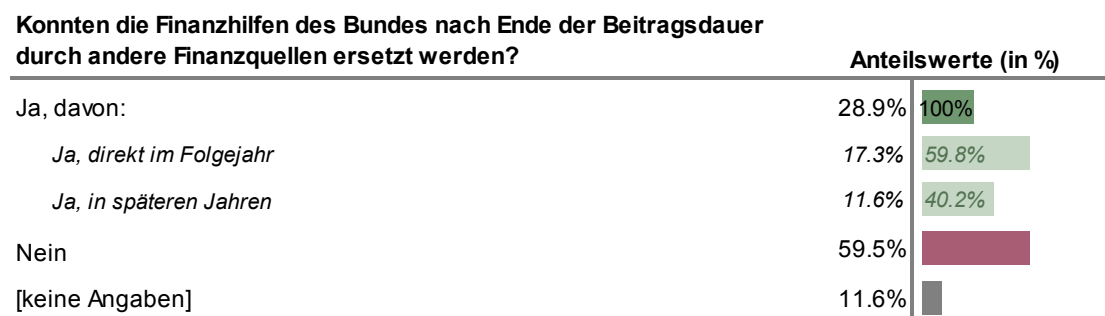 Konnten die Finanzhilfen des Bundes nach Ende der Beitragsdauer
durch andere Finanzquellen ersetzt werden? Anteilswerte (in %)
Ja, davon: 28.9% 100%
Ja, direkt im Folgejahr 17.3% 59.8%
Ja, in späteren Jahren 11.6% 40.2%
Nein 59.5%
[keine Angaben] 11.6%